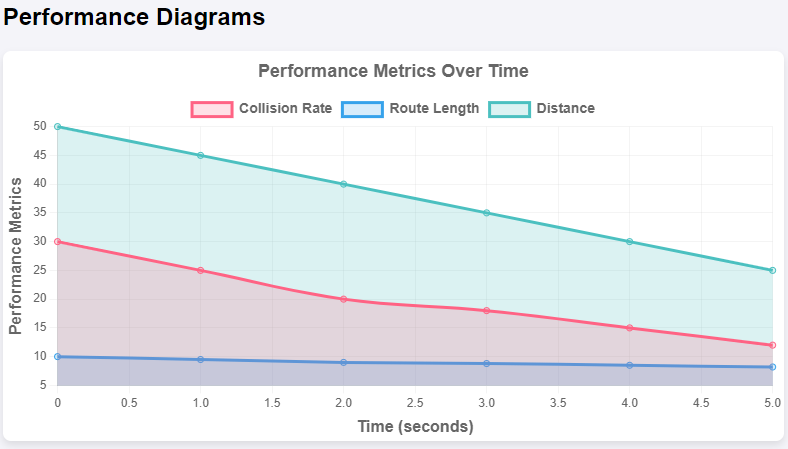 Performance Diagrams
Performance Metrics Over Time
Collision Rate Route Length Distance
Performance Metrics
50
45
40
35
30
25
20
15
10
5
0 0.5 1.0 1.5 2.0 2.5 3.0 3.5 4.0 4.5 5.0
Time (seconds)